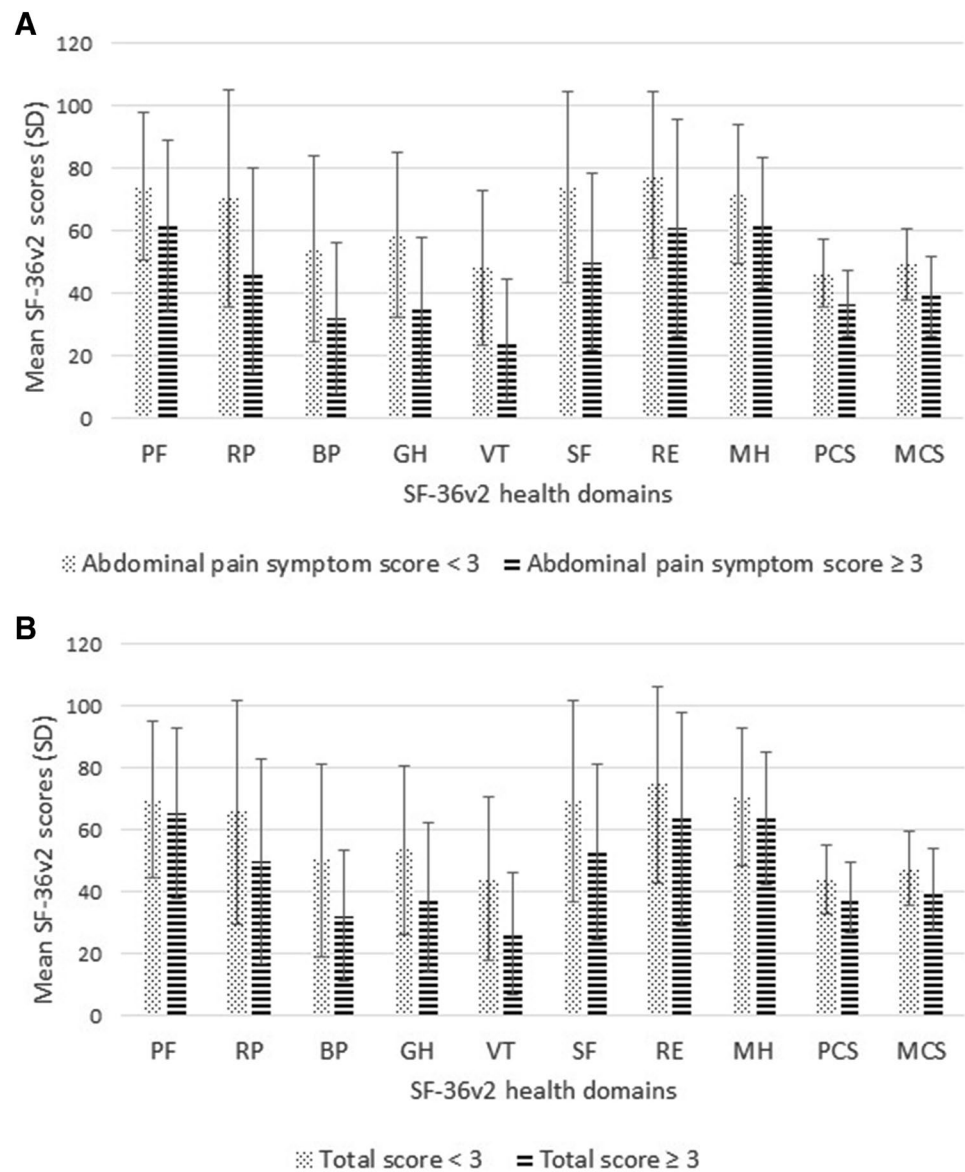 A
Mean SF-36v2 scores (SD)
120
100
80
60
40
20
0
PF RP BP GH VT SF RE MH PCS MCS
SF-36v2 health domains
Abdominal pain symptom score < 3 Abdominal pain symptom score ≥ 3
B
Mean SF-36v2 scores (SD)
120
100
80
60
40
20
0
PF RP BP GH VT SF RE MH PCS MCS
SF-36v2 health domains
Total score < 3 Total score ≥ 3